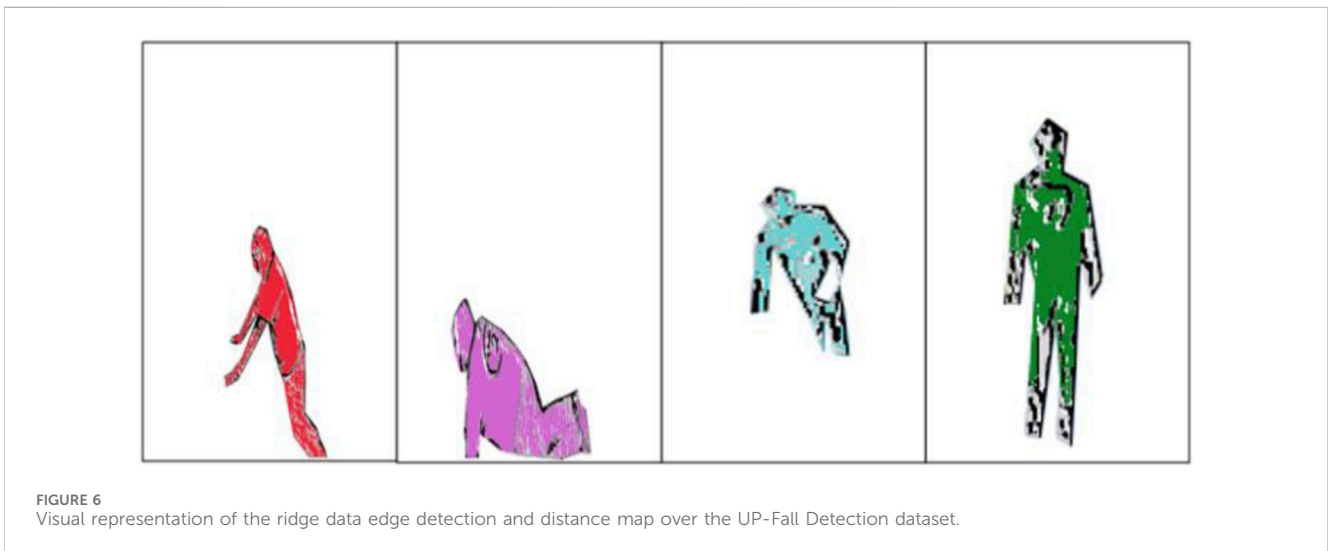 FIGURE 6
Visual representation of the ridge data edge detection and distance map over the UP-Fall Detection dataset.